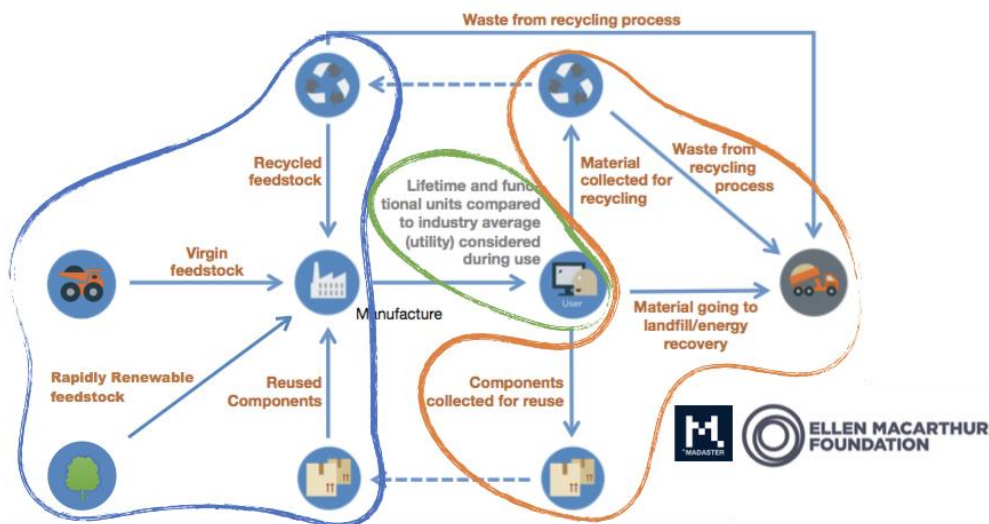 Waste from recycling process
Recycled
feedstock
Lifetime and func-
tional units compared
to industry average
(utility) considered
during use
Material
collected for
recycling
Waste from
recycling
process
Virgin
feedstock
Manufacture
User
Material going to
landfill/energy
recovery
Rapidly Renewable
feedstock
Reused
Components
Components
collected for reuse
M.
MADASTER
ELLEN MACARTHUR
FOUNDATION